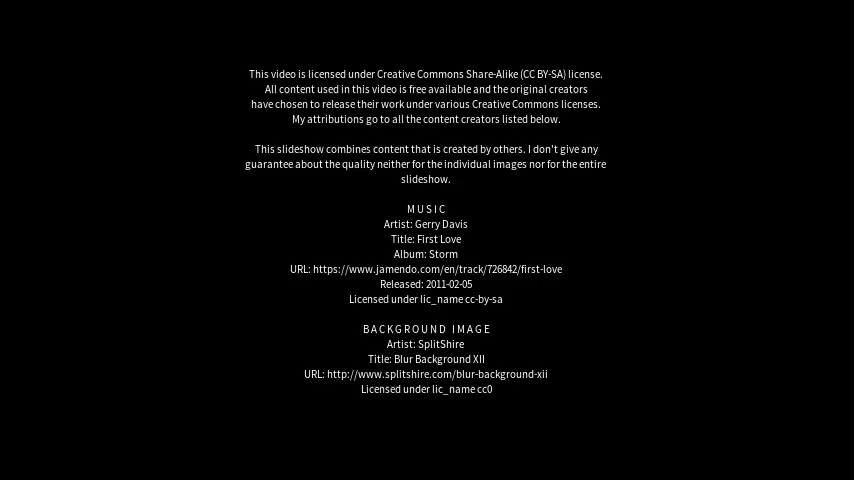 This video is licensed under Creative Commons Share-Alike (CC BY-SA) license.
All content used in this video is free available and the original creators
have chosen to release their work under various Creative Commons licenses.
My attributions go to all the content creators listed below.
This slideshow combines content that is created by others. I don't give any
guarantee about the quality neither for the individual images nor for the entire
slideshow.
MUSIC
Artist: Gerry Davis
Title: First Love
Album: Storm
URL: https://www.jamendo.com/en/track/726842/first-love
Released: 2011-02-05
Licensed under lic_name cc-by-sa
BACKGROUND IMAGE
Artist: SplitShire
Title: Blur Background XII
URL: http://www.splitshire.com/blur-background-xii
Licensed under lic_name cc0